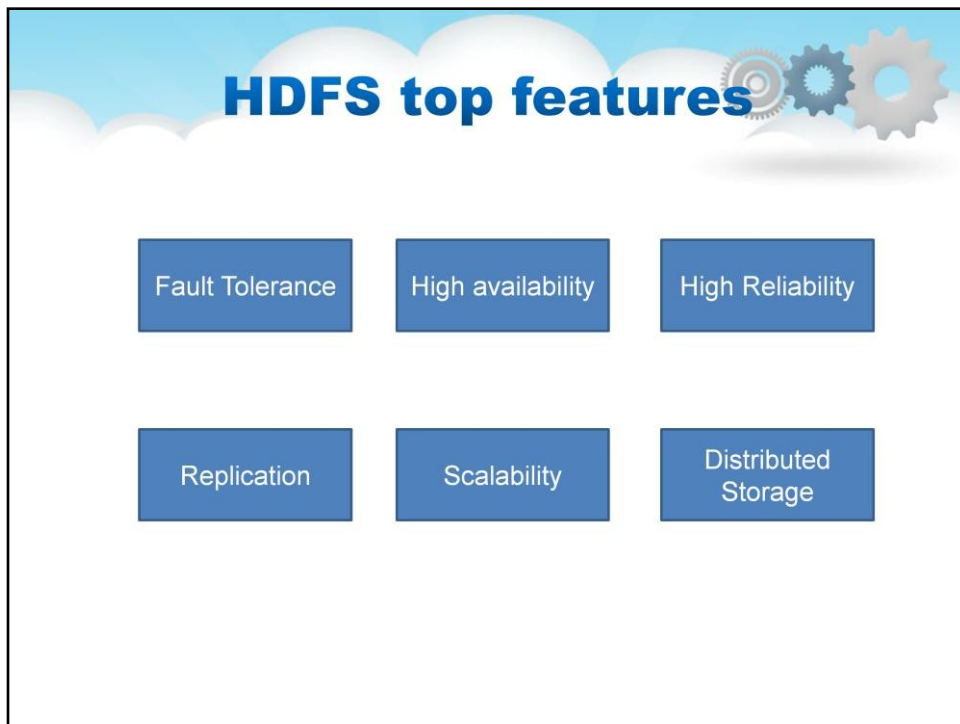 HDFS top features
Fault Tolerance
High availability
High Reliability
Replication
Scalability
Distributed
Storage